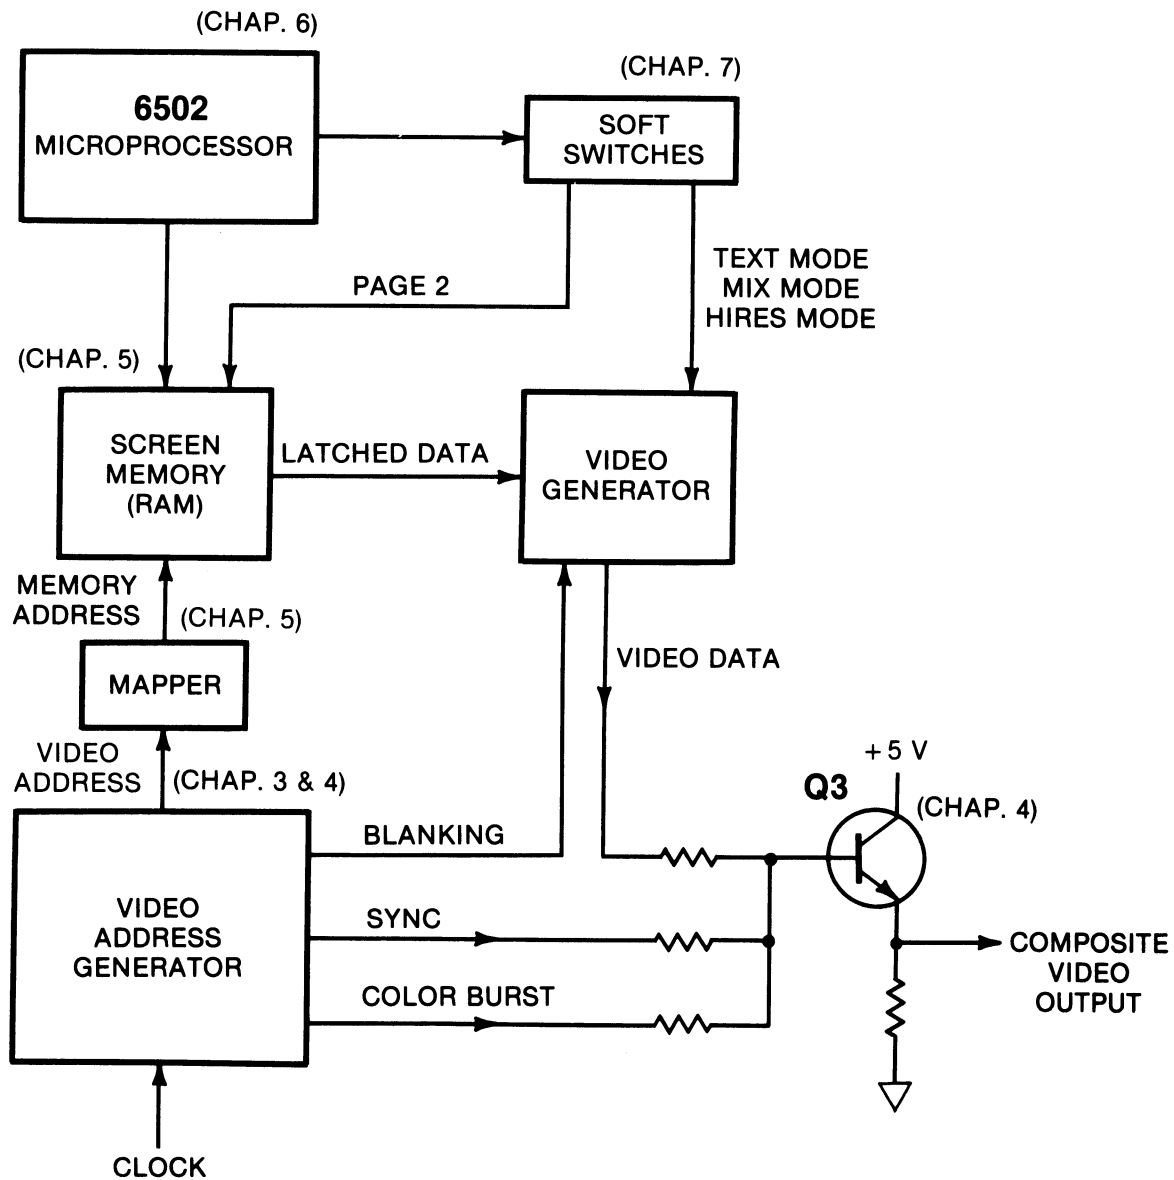 (CHAP. 6)
6502
MICROPROCESSOR
(CHAP. 7)
SOFT
SWITCHES
PAGE 2
TEXT MODE
MIX MODE
HIRES MODE
(CHAP. 5)
SCREEN
MEMORY
(RAM)
LATCHED DATA
VIDEO
GENERATOR
MEMORY
ADDRESS
(CHAP. 5)
MAPPER
VIDEO DATA
VIDEO
ADDRESS
(CHAP. 3 & 4)
+5 V
Q3
(CHAP. 4)
BLANKING
VIDEO
ADDRESS
GENERATOR
SYNC
COLOR BURST
COMPOSITE
VIDEO
OUTPUT
CLOCK